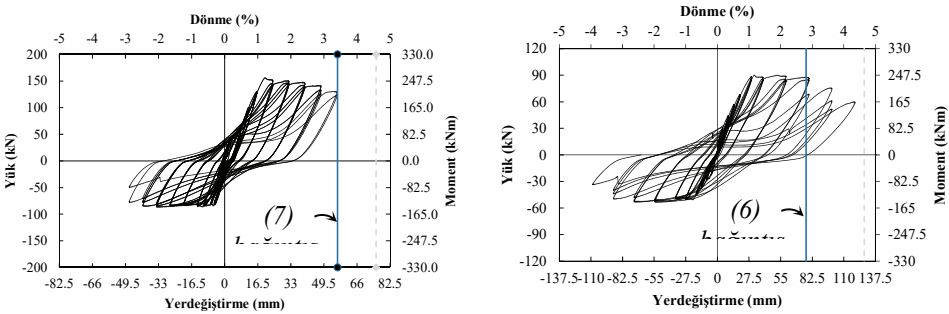 Dönme (%)
-5 -4 -3 -2 -1 0 1 2 3 4 5
200 150 100 50 0 -50 -100 -150 -200
Yük (kN)
330.0 247.5 165.0 82.5 0.0 -82.5 -165.0 -247.5 -330.0
Moment (kNm)
(7)
-82.5 -66 -49.5 -33 -16.5 0 16.5 33 49.5 66 82.5
Yerdeğiştirme (mm)
Dönme (%)
-5 -4 -3 -2 -1 0 1 2 3 4 5
120 90 60 30 0 -30 -60 -90 -120
Yük (kN)
330 247.5 165 82.5 0 -82.5 -165 -247.5 -330
Moment (kNm)
(6)
-137.5 -110 -82.5 -55 -27.5 0 27.5 55 82.5 110 137.5
Yerdeğiştirme (mm)